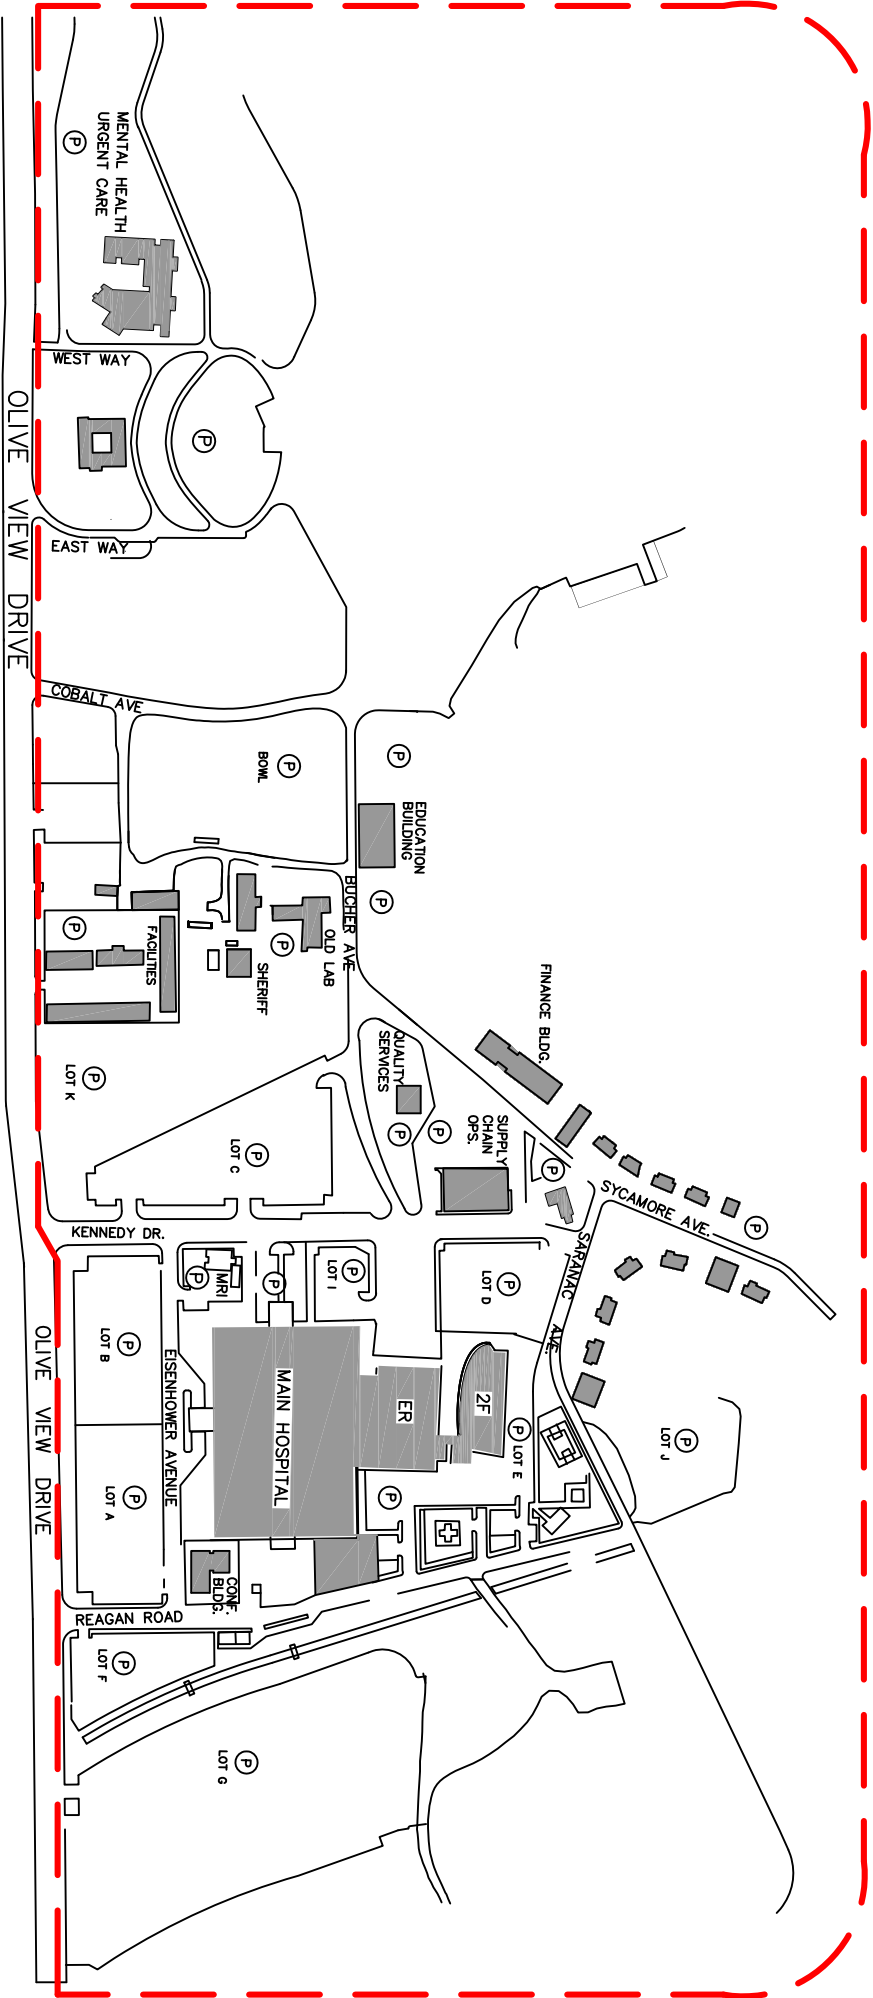 MENTAL HEALTH
URGENT CARE
P
WEST WAY
P
EAST WAY
OLIVE VIEW DRIVE
COBALT AVE
BOWL
P
P
EDUCATION
BUILDING
P
BUCHER AVE
OLD LAB
P
SHERIFF
FACILITIES
P
LOT K
P
FINANCE BLDG.
QUALITY
SERVICES
P
P
SUPPLY
CHAIN
OPS.
P
LOT C
P
SYCAMORE AVE.
P
KENNEDY DR.
SARANAC AVE.
MRI
P
P
LOT I
P
LOT D
P
LOT B
P
EISENHOWER AVENUE
MAIN HOSPITAL
ER
2F
P
LOT E
LOT J
P
LOT A
P
P
OLIVE VIEW DRIVE
CONF.
BLDG.
REAGAN ROAD
LOT F
P
LOT G
P